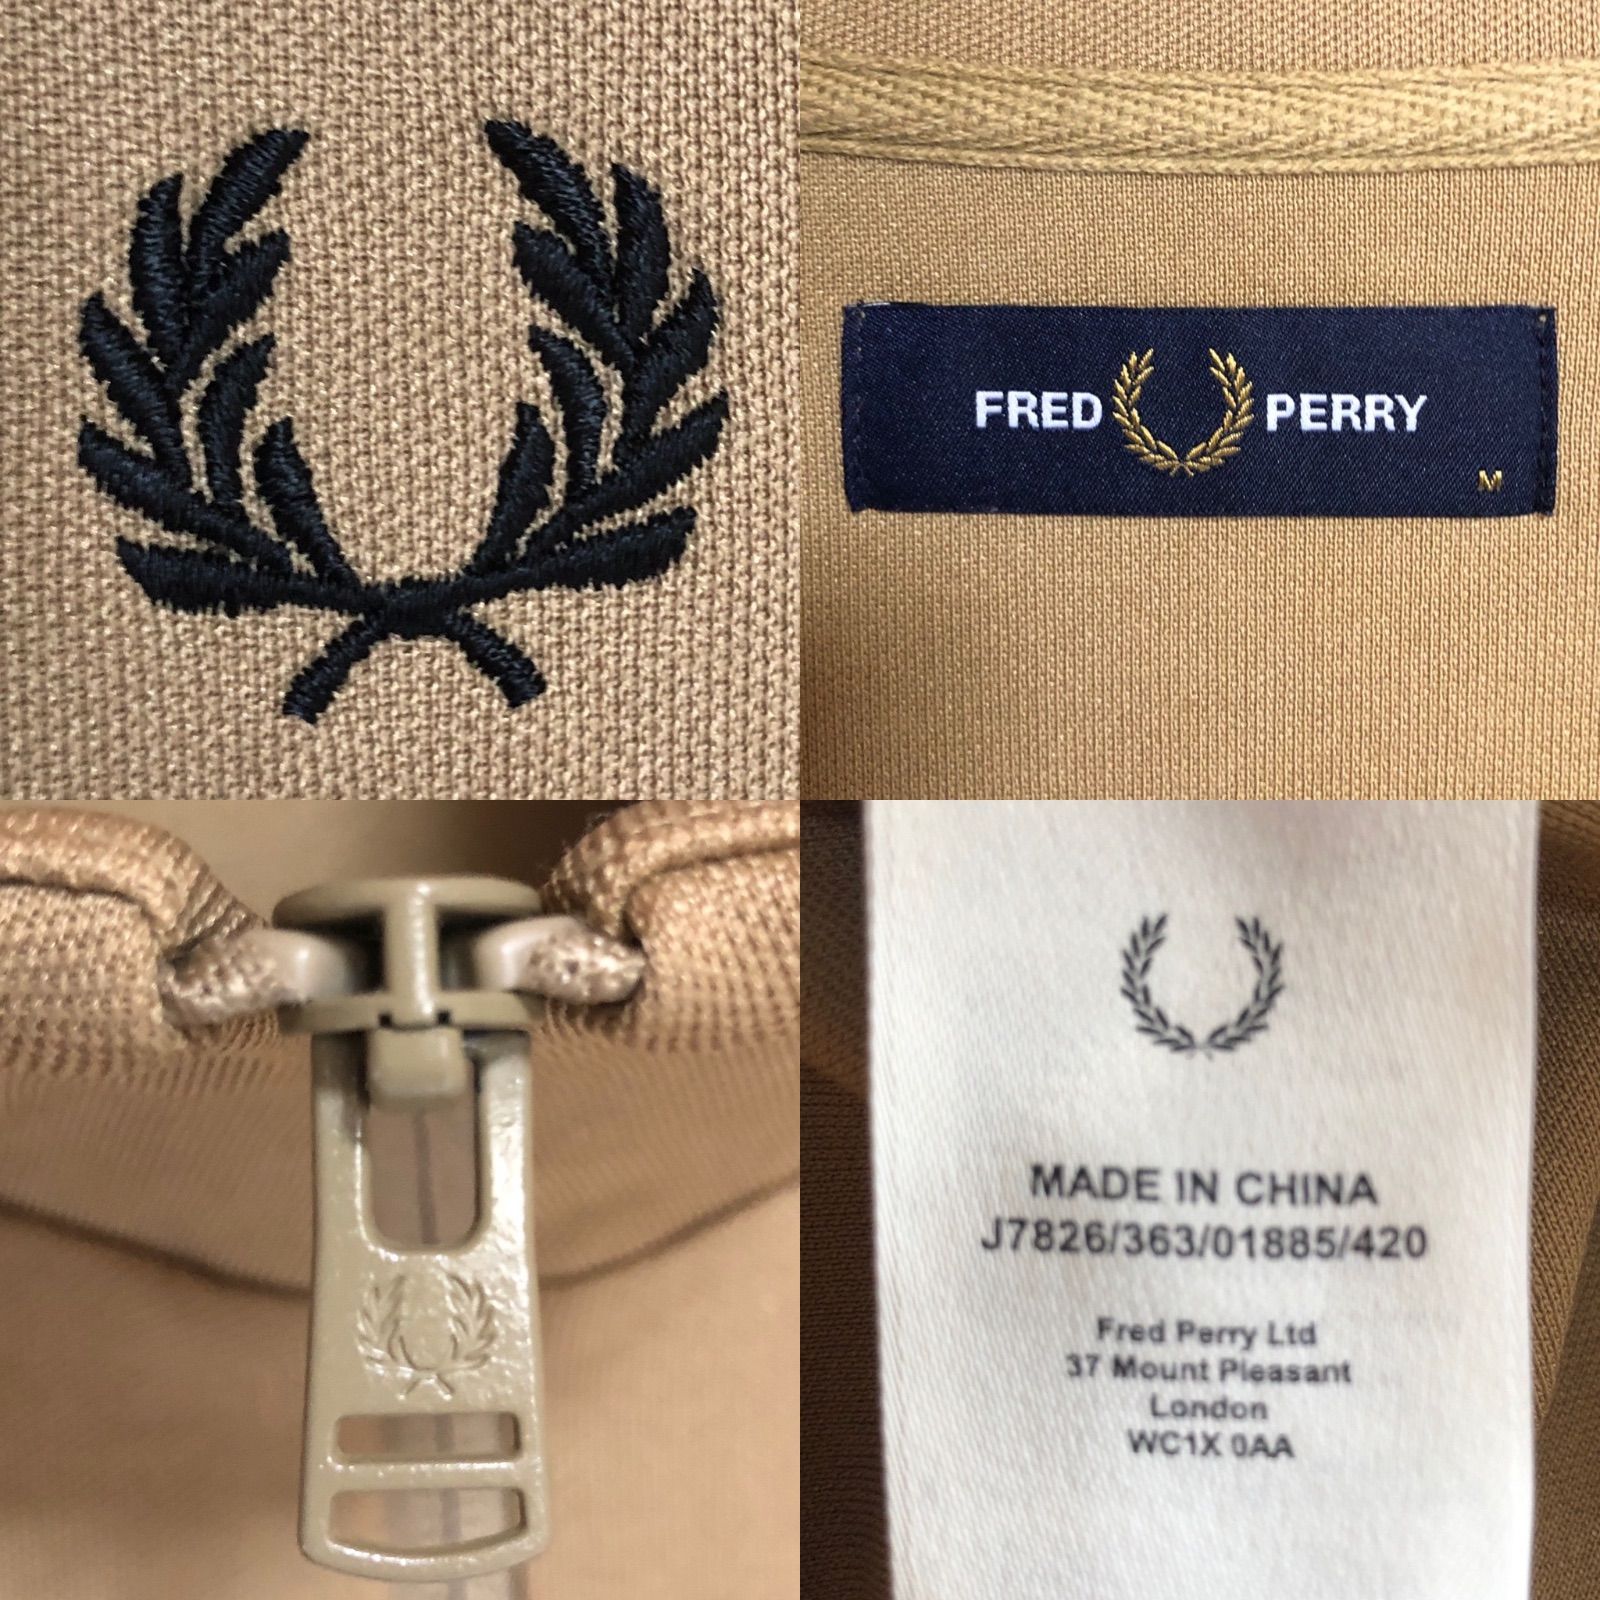 FRED PERRY
M
MADE IN CHINA
J7826/363/01885/420
Fred Perry Ltd
37 Mount Pleasant
London
WC1X 0AA